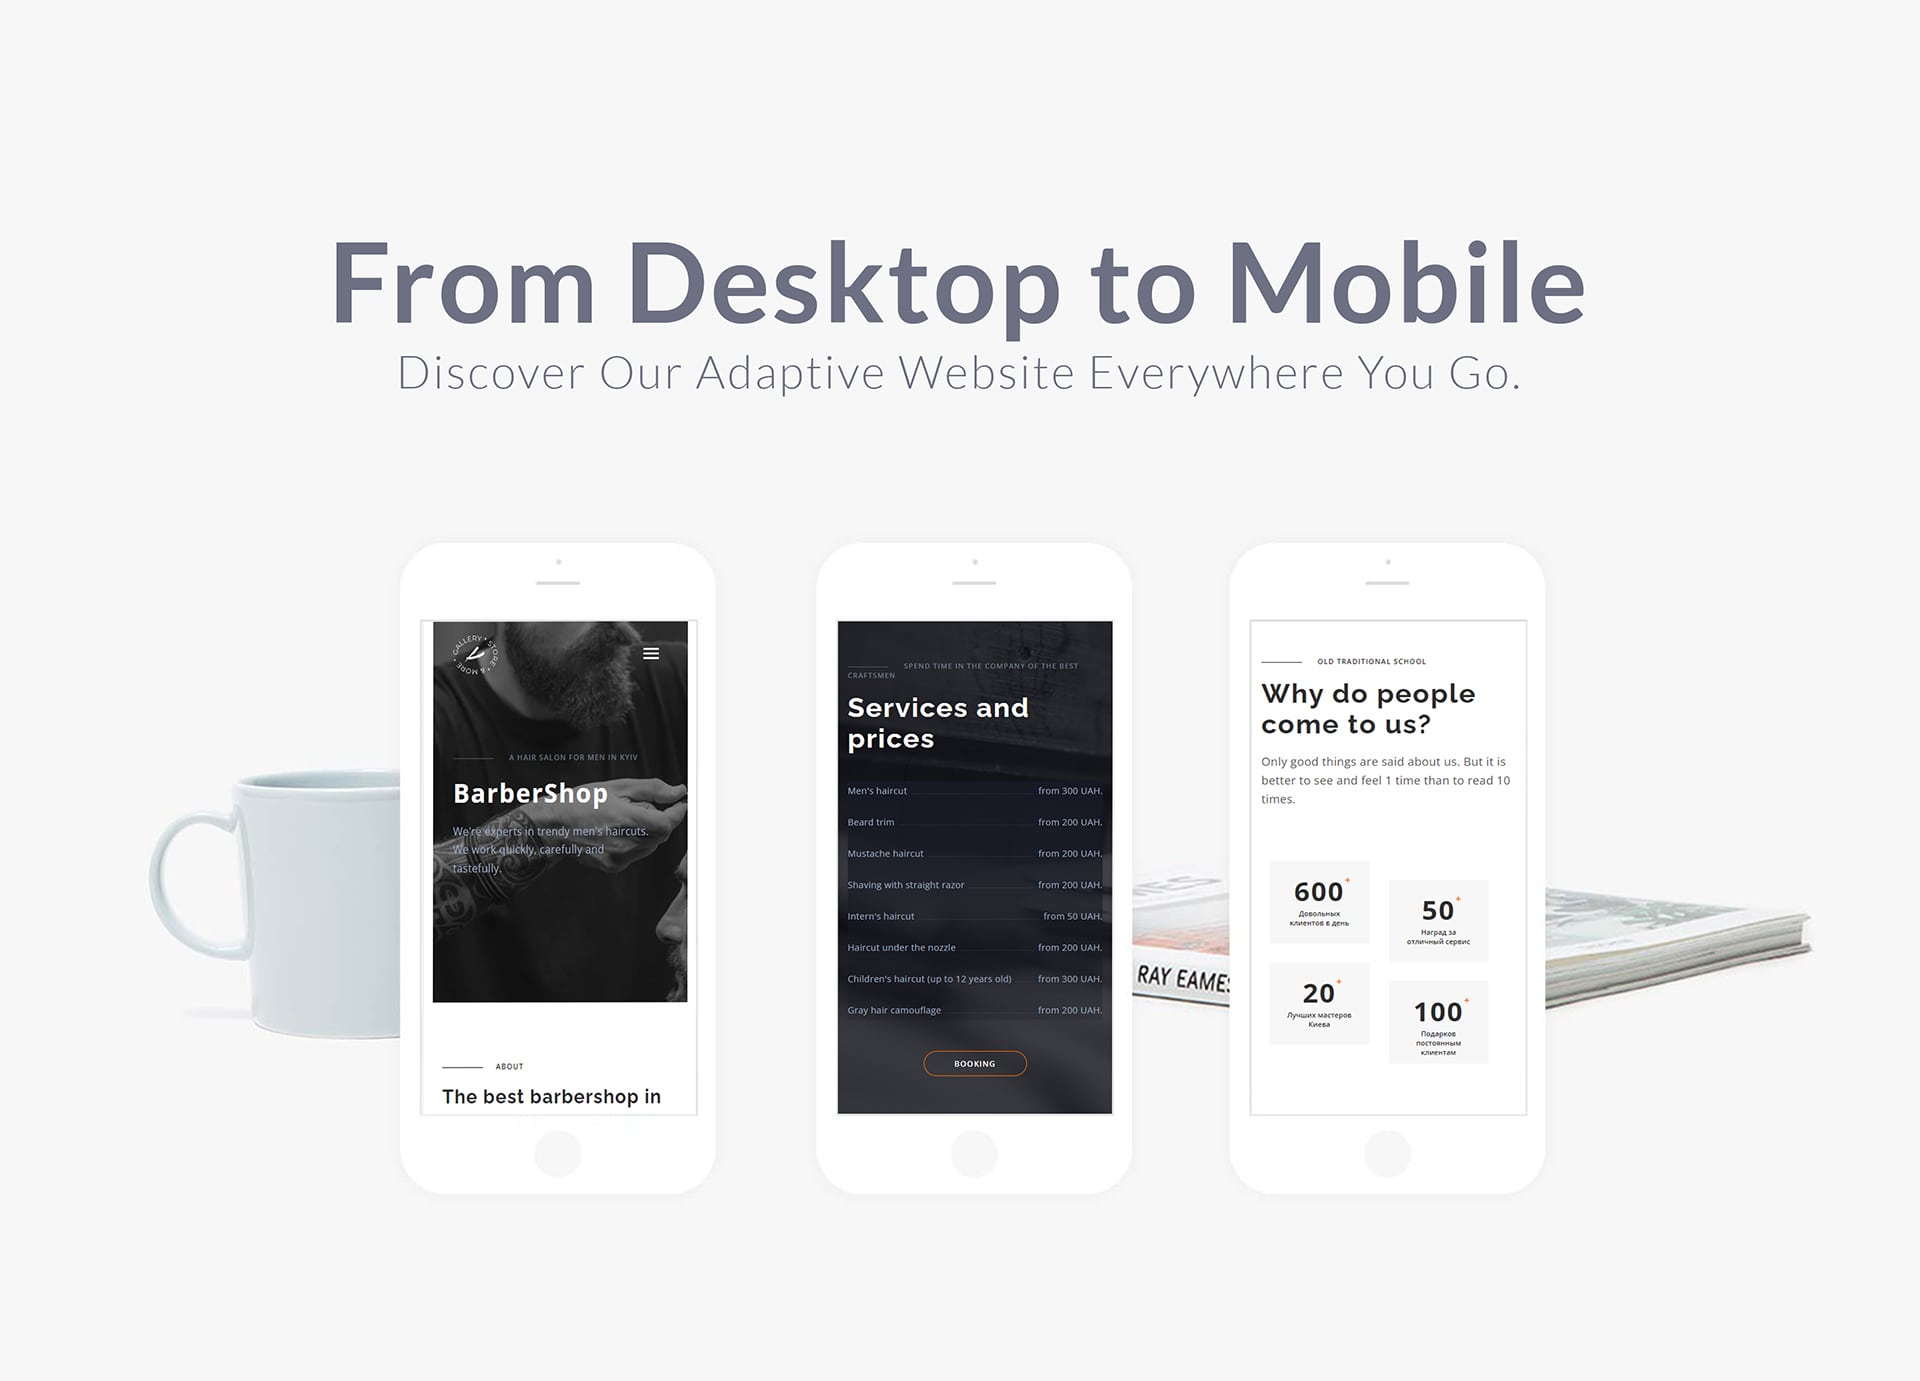 From Desktop to Mobile
Discover Our Adaptive Website Everywhere You Go.
GALLERY • STORE • & MORE •
A HAIR SALON FOR MEN IN KYIV
BarberShop
We're experts in trendy men's haircuts.
We work quickly, carefully and
tastefully.
ABOUT
The best barbershop in
SPEND TIME IN THE COMPANY OF THE BEST
CRAFTSMEN
Services and
prices
Men's haircut from 300 UAH.
Beard trim from 200 UAH.
Mustache haircut from 200 UAH.
Shaving with straight razor from 200 UAH.
Intern's haircut from 50 UAH.
Haircut under the nozzle from 200 UAH.
Children's haircut (up to 12 years old) from 300 UAH.
Gray hair camouflage from 200 UAH.
BOOKING
RAY EAMES
OLD TRADITIONAL SCHOOL
Why do people
come to us?
Only good things are said about us. But it is
better to see and feel 1 time than to read 10
times.
600+
Довольных
клиентов в день
50+
Наград за
отличный сервис
20+
Лучших мастеров
Киева
100+
Подарков
постоянным
клиентам